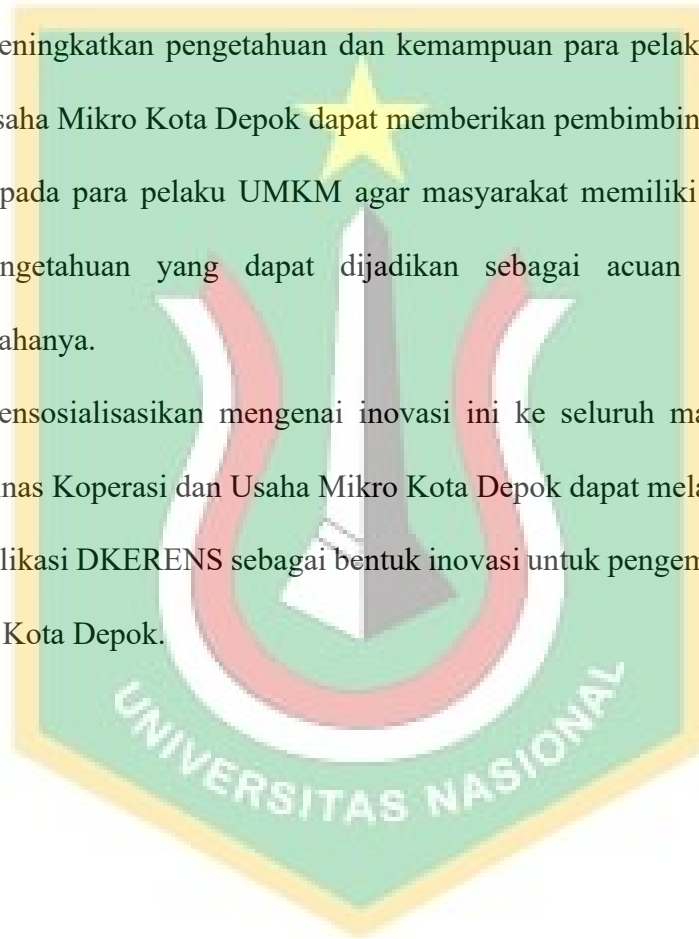 eningkatkan pengetahuan dan kemampuan para pelak
saha Mikro Kota Depok dapat memberikan pembimbin
pada para pelaku UMKM agar masyarakat memiliki
ngetahuan yang dapat dijadikan sebagai acuan
ahanya.
ensosialisasikan mengenai inovasi ini ke seluruh ma
nas Koperasi dan Usaha Mikro Kota Depok dapat mela
likasi DKERENS sebagai bentuk inovasi untuk pengem
Kota Depok.
UNIVERSITAS NASIONAL